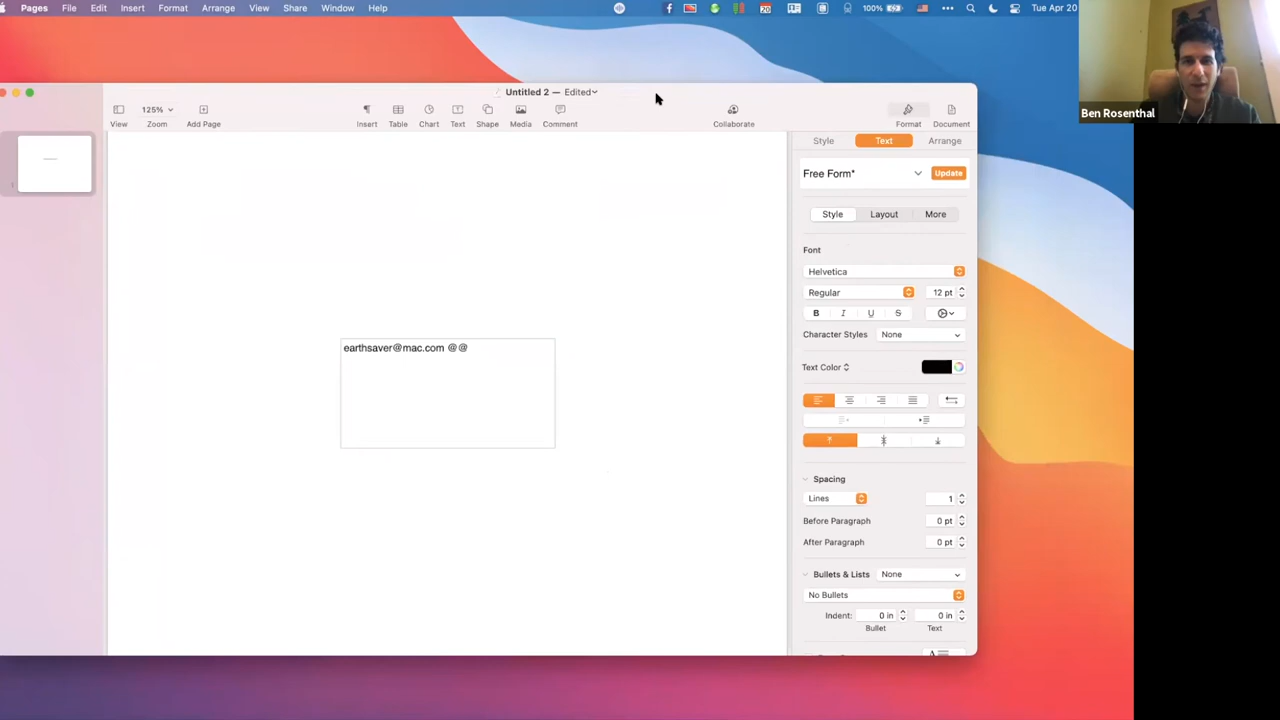 Pages File Edit Insert Format Arrange View Share Window Help 100% Tue Apr 20
Untitled 2 — Edited
125%
View Zoom Add Page Insert Table Chart Text Shape Media Comment Collaborate Format Document
Ben Rosenthal
Style Text Arrange
Free Form* Update
1
Style Layout More
Font
Helvetica
Regular 12 pt
B I U S
Character Styles None
earthsaver@mac.com @@
Text Color
Spacing
Lines 1
Before Paragraph 0 pt
After Paragraph 0 pt
Bullets & Lists None
No Bullets
Indent: 0 in 0 in
Bullet Text